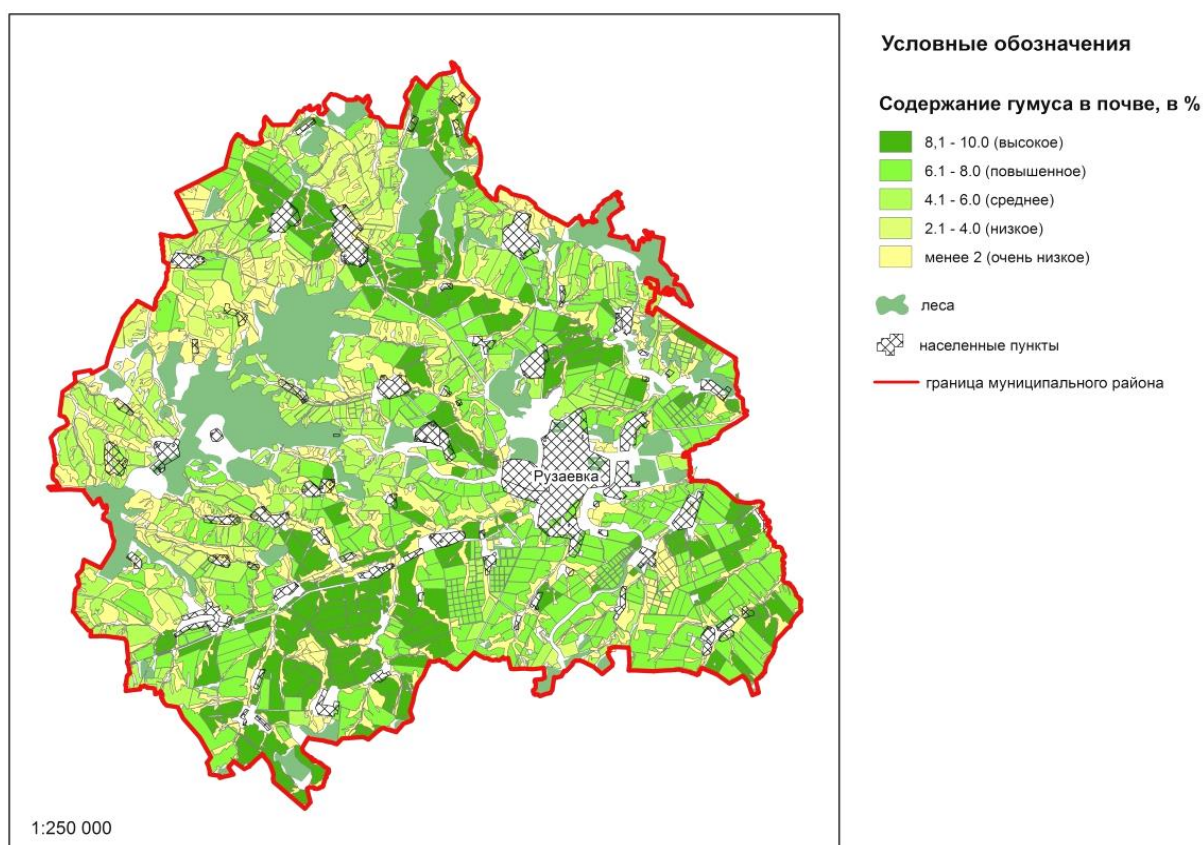 Условные обозначения
Содержание гумуса в почве, в %
8,1 - 10.0 (высокое)
6.1 - 8.0 (повышенное)
4.1 - 6.0 (среднее)
2.1 - 4.0 (низкое)
менее 2 (очень низкое)
леса
населенные пункты
граница муниципального района
Рузаевка
1:250 000